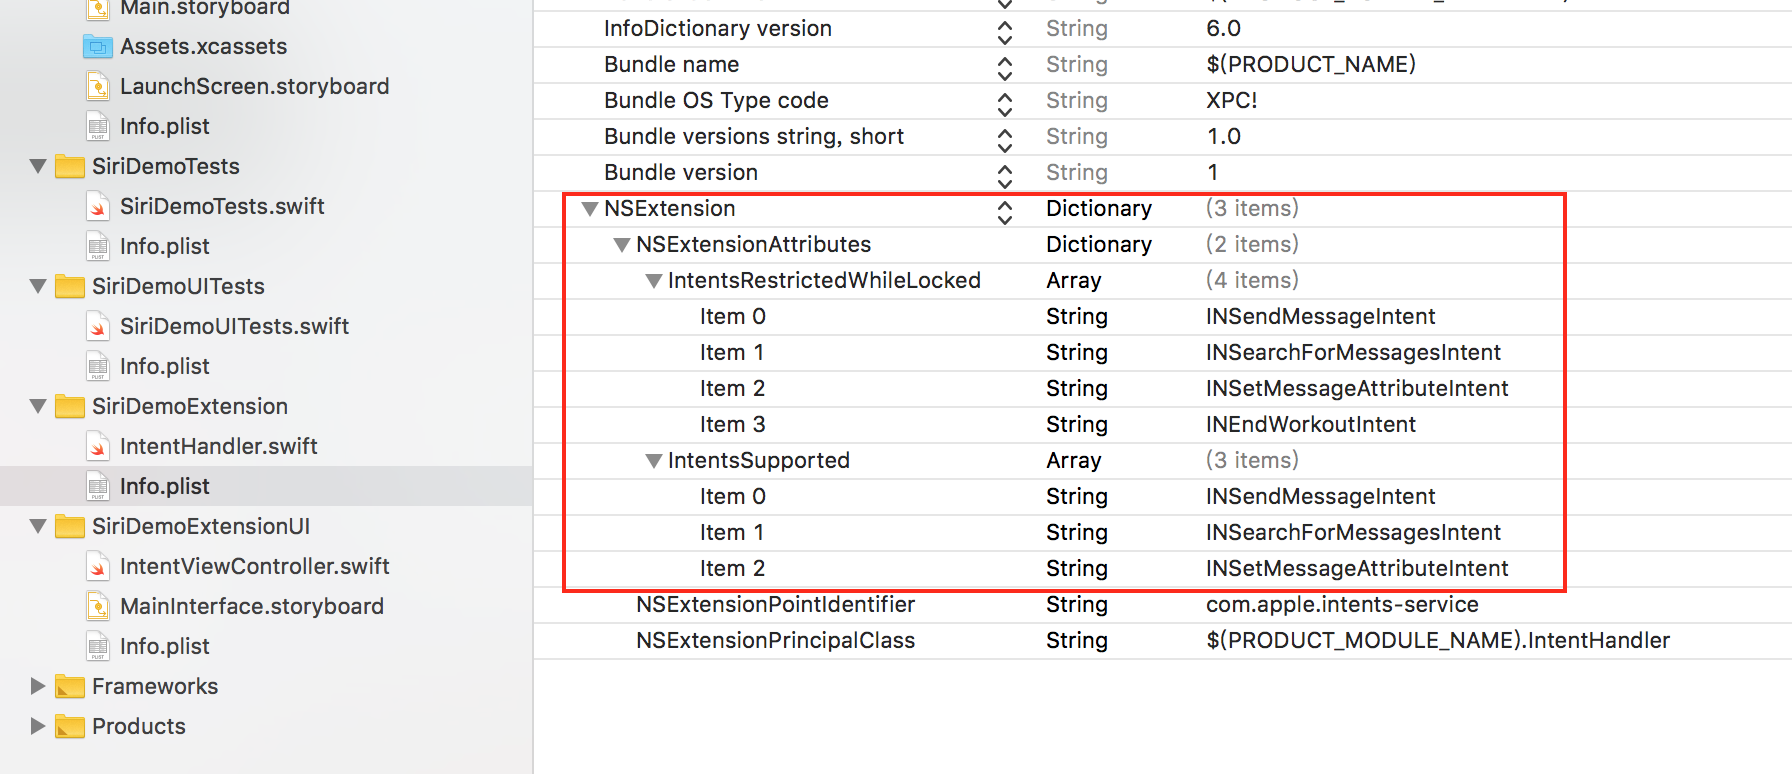 Main.storyboard
Assets.xcassets
LaunchScreen.storyboard
Info.plist
SiriDemoTests
SiriDemoTests.swift
Info.plist
SiriDemoUITests
SiriDemoUITests.swift
Info.plist
SiriDemoExtension
IntentHandler.swift
Info.plist
SiriDemoExtensionUI
IntentViewController.swift
MainInterface.storyboard
Info.plist
Frameworks
Products
InfoDictionary version String 6.0
Bundle name String $(PRODUCT_NAME)
Bundle OS Type code String XPC!
Bundle versions string, short String 1.0
Bundle version String 1
NSExtension Dictionary (3 items)
NSExtensionAttributes Dictionary (2 items)
IntentsRestrictedWhileLocked Array (4 items)
Item 0 String INSendMessageIntent
Item 1 String INSearchForMessagesIntent
Item 2 String INSetMessageAttributeIntent
Item 3 String INEndWorkoutIntent
IntentsSupported Array (3 items)
Item 0 String INSendMessageIntent
Item 1 String INSearchForMessagesIntent
Item 2 String INSetMessageAttributeIntent
NSExtensionPointIdentifier String com.apple.intents-service
NSExtensionPrincipalClass String $(PRODUCT_MODULE_NAME).IntentHandler